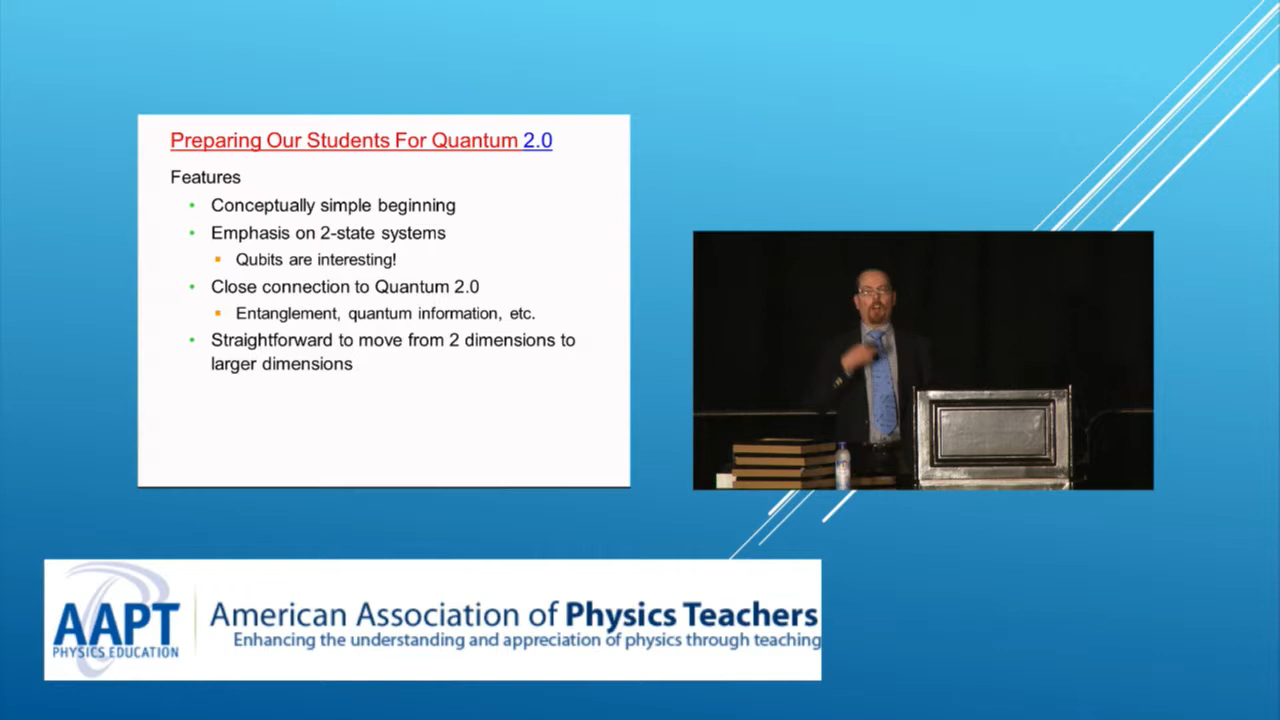 Preparing Our Students For Quantum 2.0
Features
• Conceptually simple beginning
• Emphasis on 2-state systems
▪ Qubits are interesting!
• Close connection to Quantum 2.0
▪ Entanglement, quantum information, etc.
• Straightforward to move from 2 dimensions to
larger dimensions
AAPT
PHYSICS EDUCATION
American Association of Physics Teachers
Enhancing the understanding and appreciation of physics through teaching